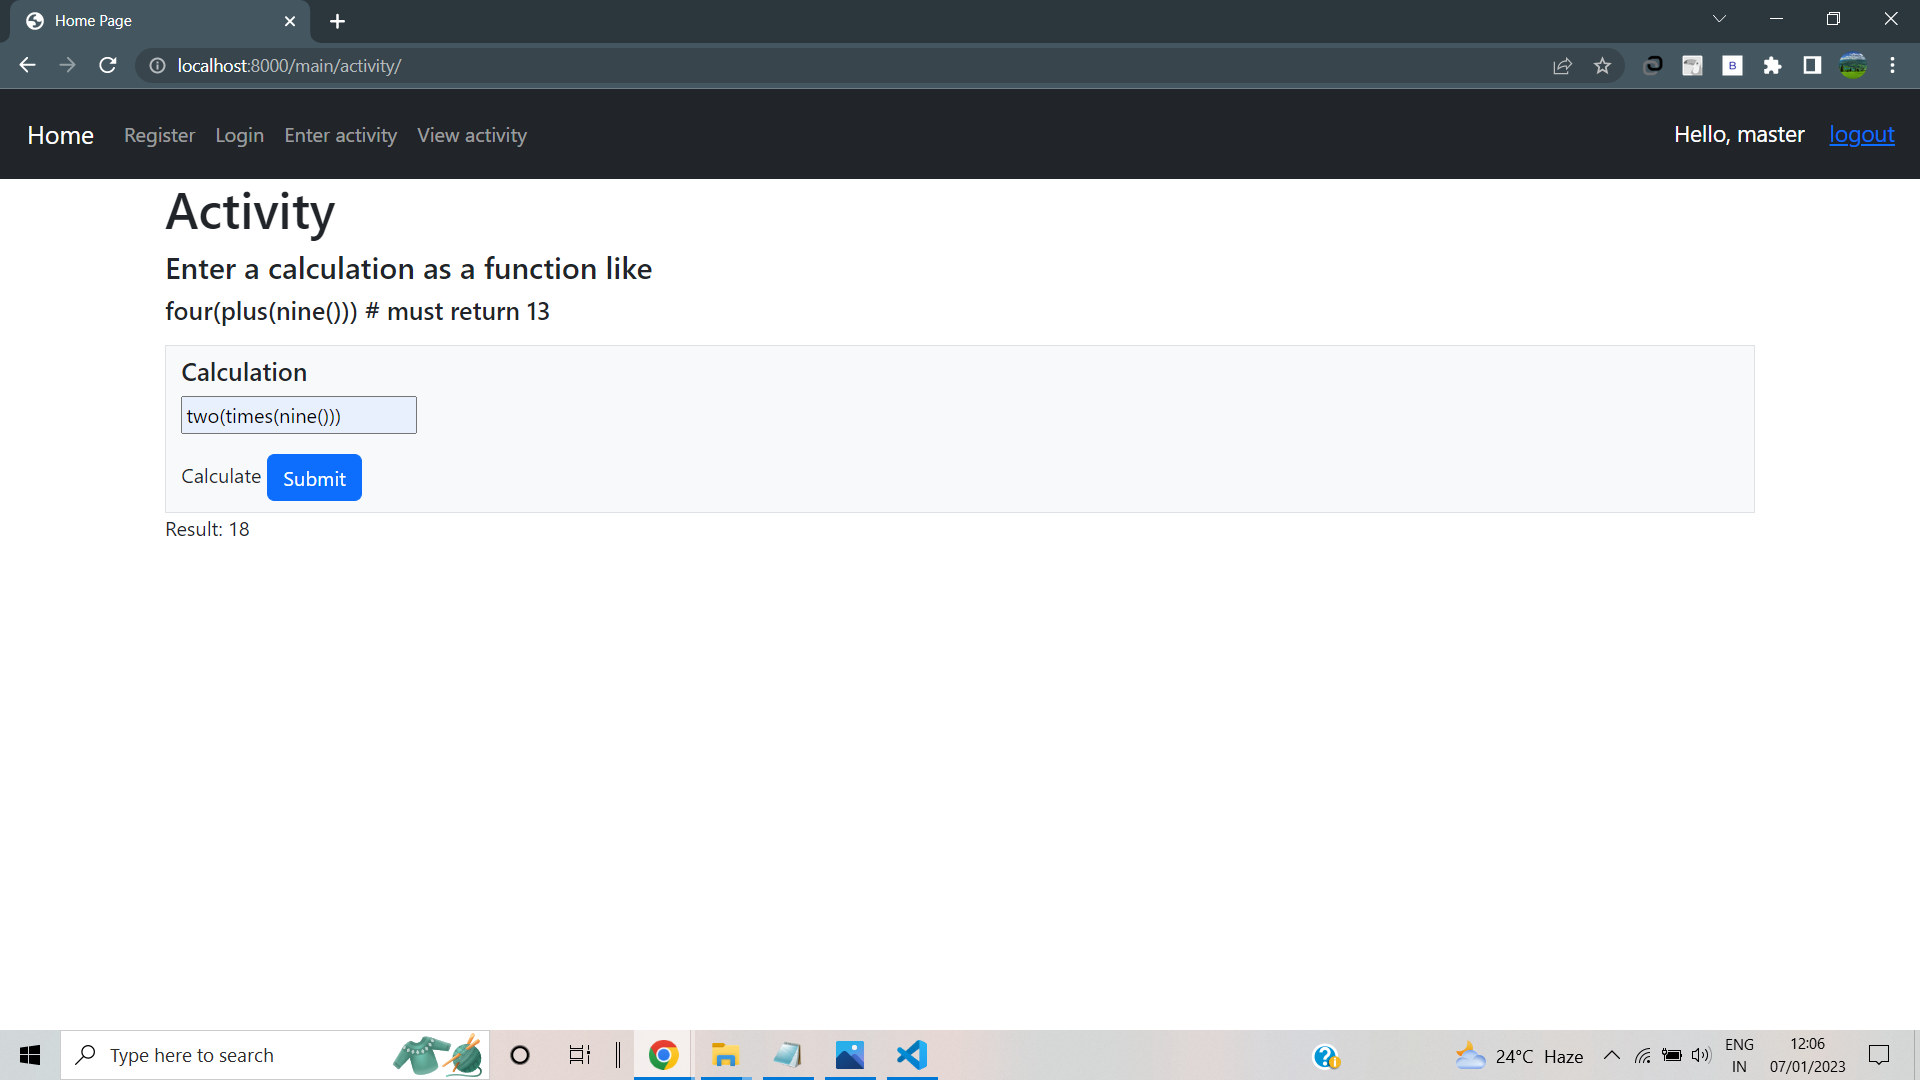 Home Page
localhost:8000/main/activity/
B
Home Register Login Enter activity View activity Hello, master logout
Activity
Enter a calculation as a function like
four(plus(nine())) # must return 13
Calculation
two(times(nine()))
Calculate Submit
Result: 18
Type here to search
24°C Haze
ENG
IN
12:06
07/01/2023